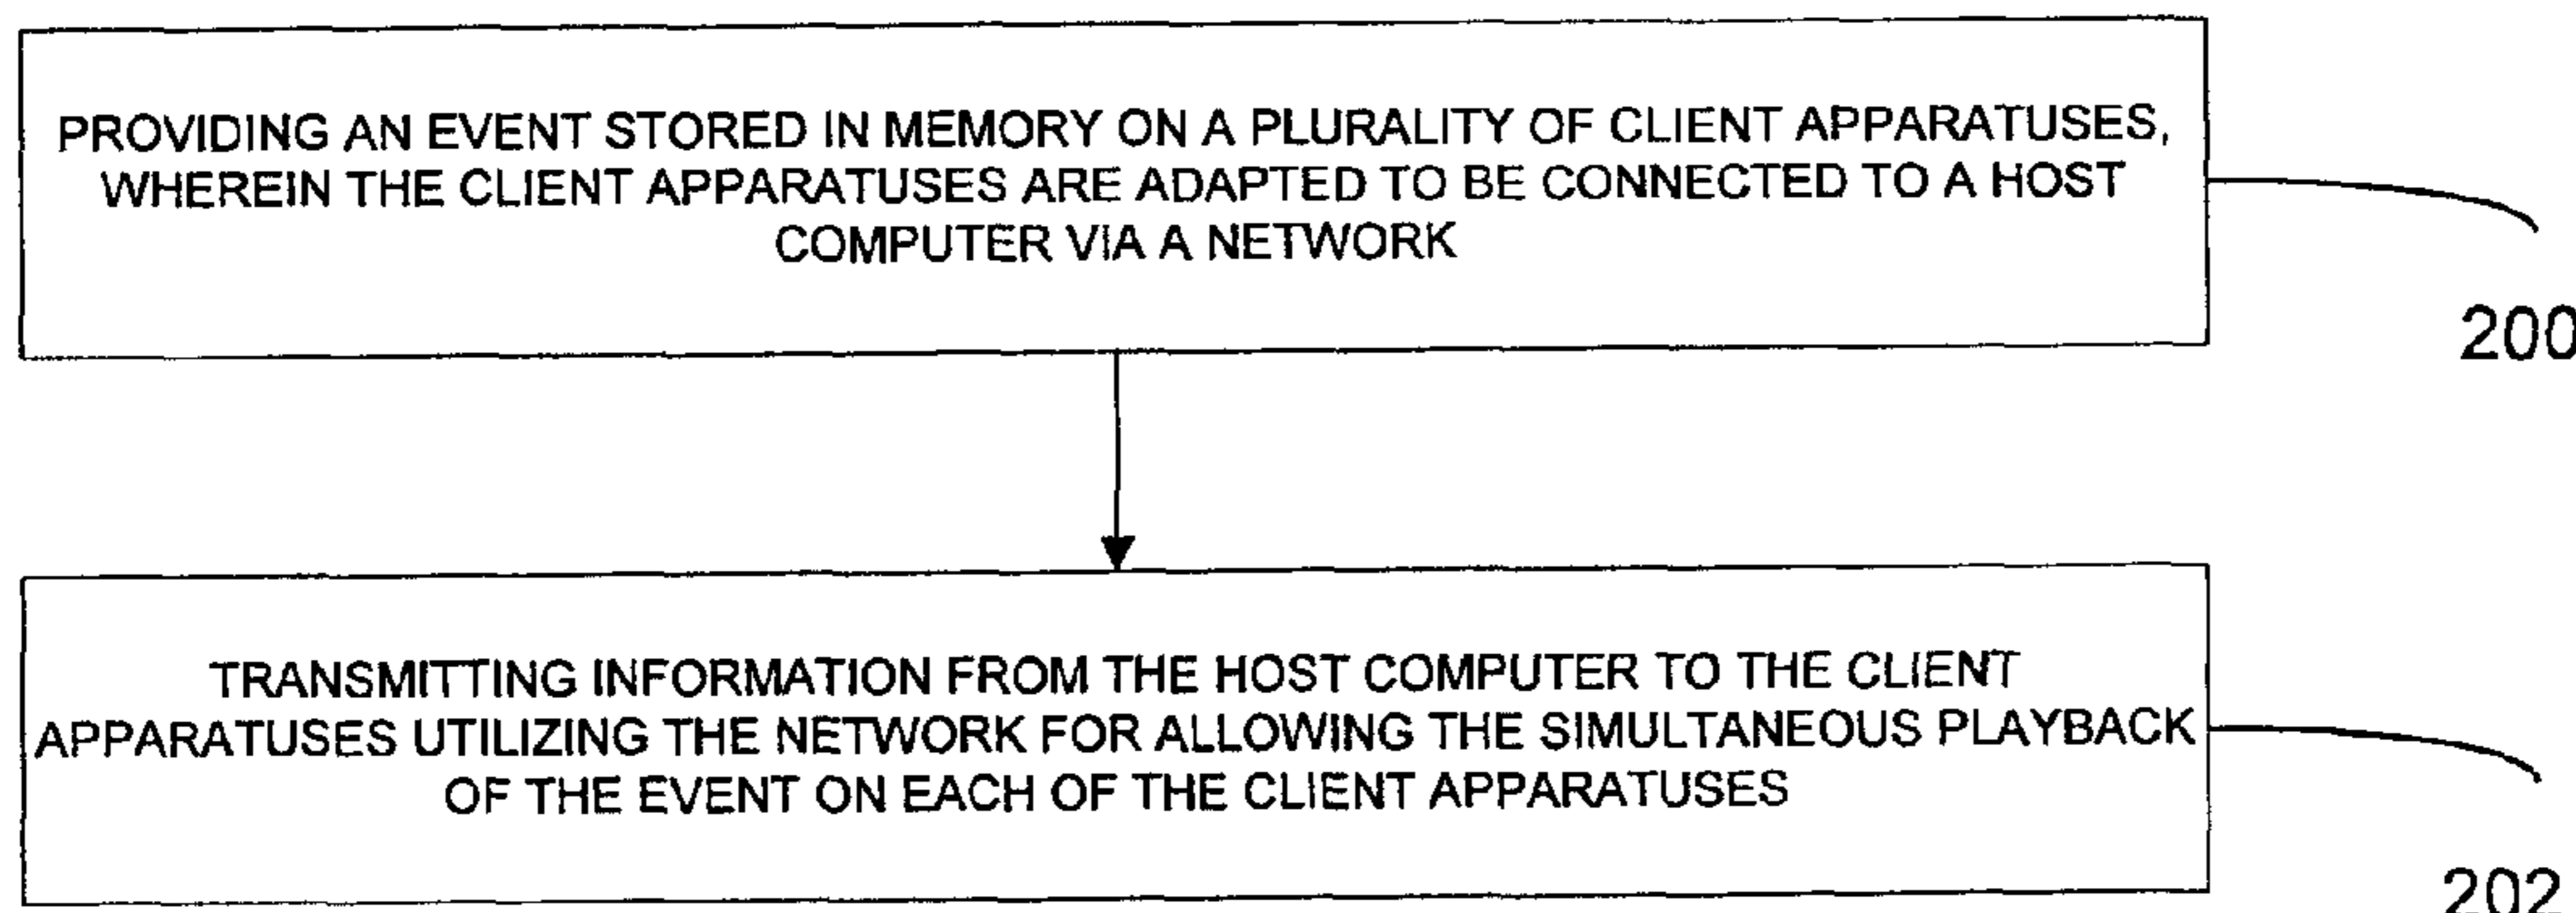 PROVIDING AN EVENT STORED IN MEMORY ON A PLURALITY OF CLIENT APPARATUSES,
WHEREIN THE CLIENT APPARATUSES ARE ADAPTED TO BE CONNECTED TO A HOST
COMPUTER VIA A NETWORK
200
TRANSMITTING INFORMATION FROM THE HOST COMPUTER TO THE CLIENT
APPARATUSES UTILIZING THE NETWORK FOR ALLOWING THE SIMULTANEOUS PLAYBACK
OF THE EVENT ON EACH OF THE CLIENT APPARATUSES
202